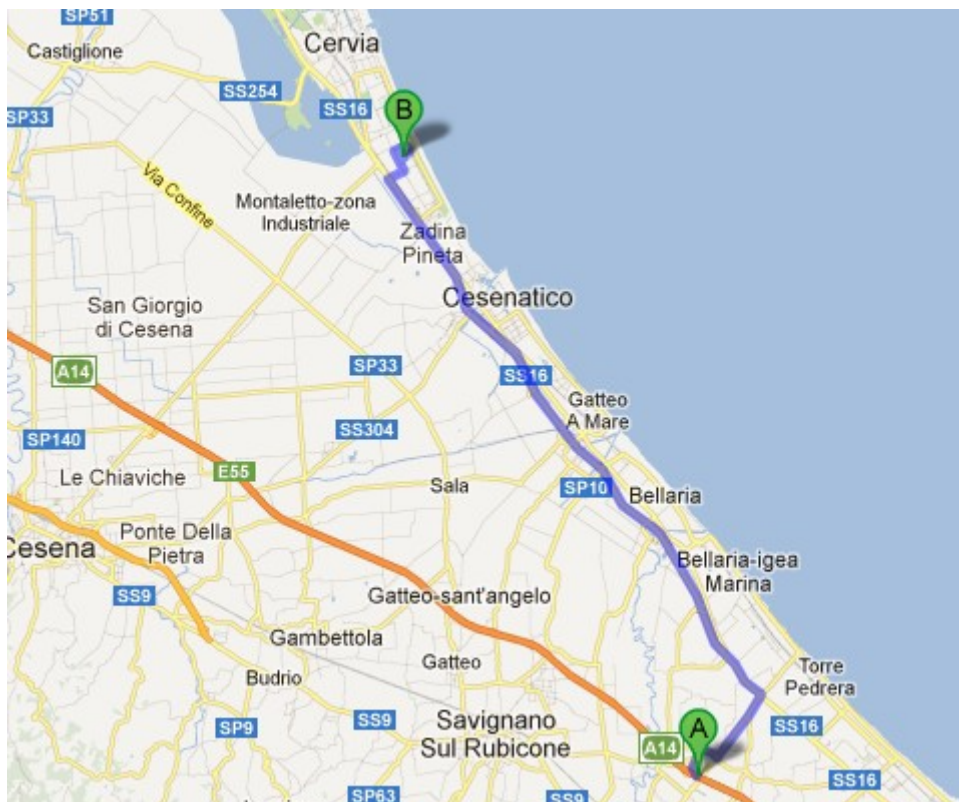 SP51
Cervia
Castiglione
SS254
SS16
B
SP33
Via Confine
Montaletto-zona
Industriale
Zadina
Pineta
San Giorgio
di Cesena
Cesenatico
A14
SP33
SS16
Gatteo
A Mare
SP140
SS304
Le Chiaviche
E55
Sala
SP10
Bellaria
Ponte Della
Pietra
Cesena
Bellaria-igea
Marina
SS9
Gatteo-sant'angelo
Gambettola
Gatteo
Torre
Pedrera
Budrio
SP9
SS9
Savignano
Sul Rubicone
A
SS16
A14
SS16
SP63
SS9